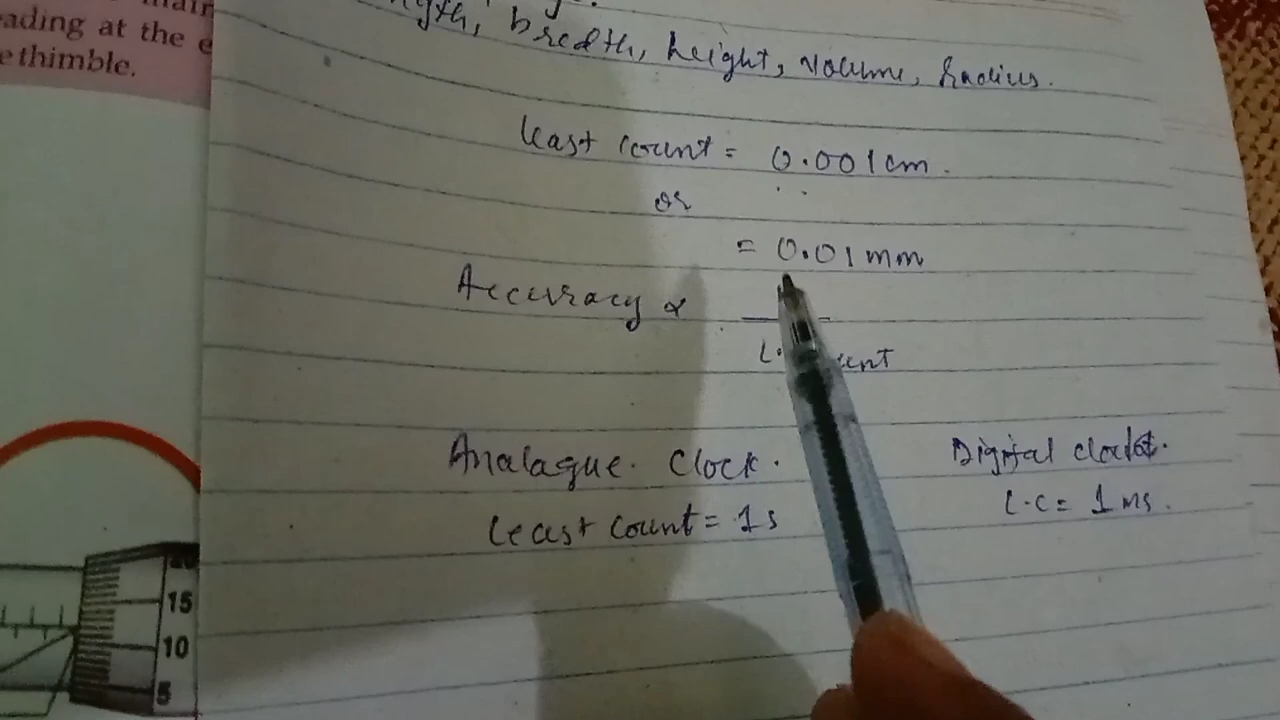 ading at the e
e thimble.
bredth, height, volume, Radius.
Least count = 0.001cm.
or
= 0.01mm
Accuracy ∝
Analague. Clock.
Digital clock.
Least count = 1s
L.C = 1ms.
15
10
5